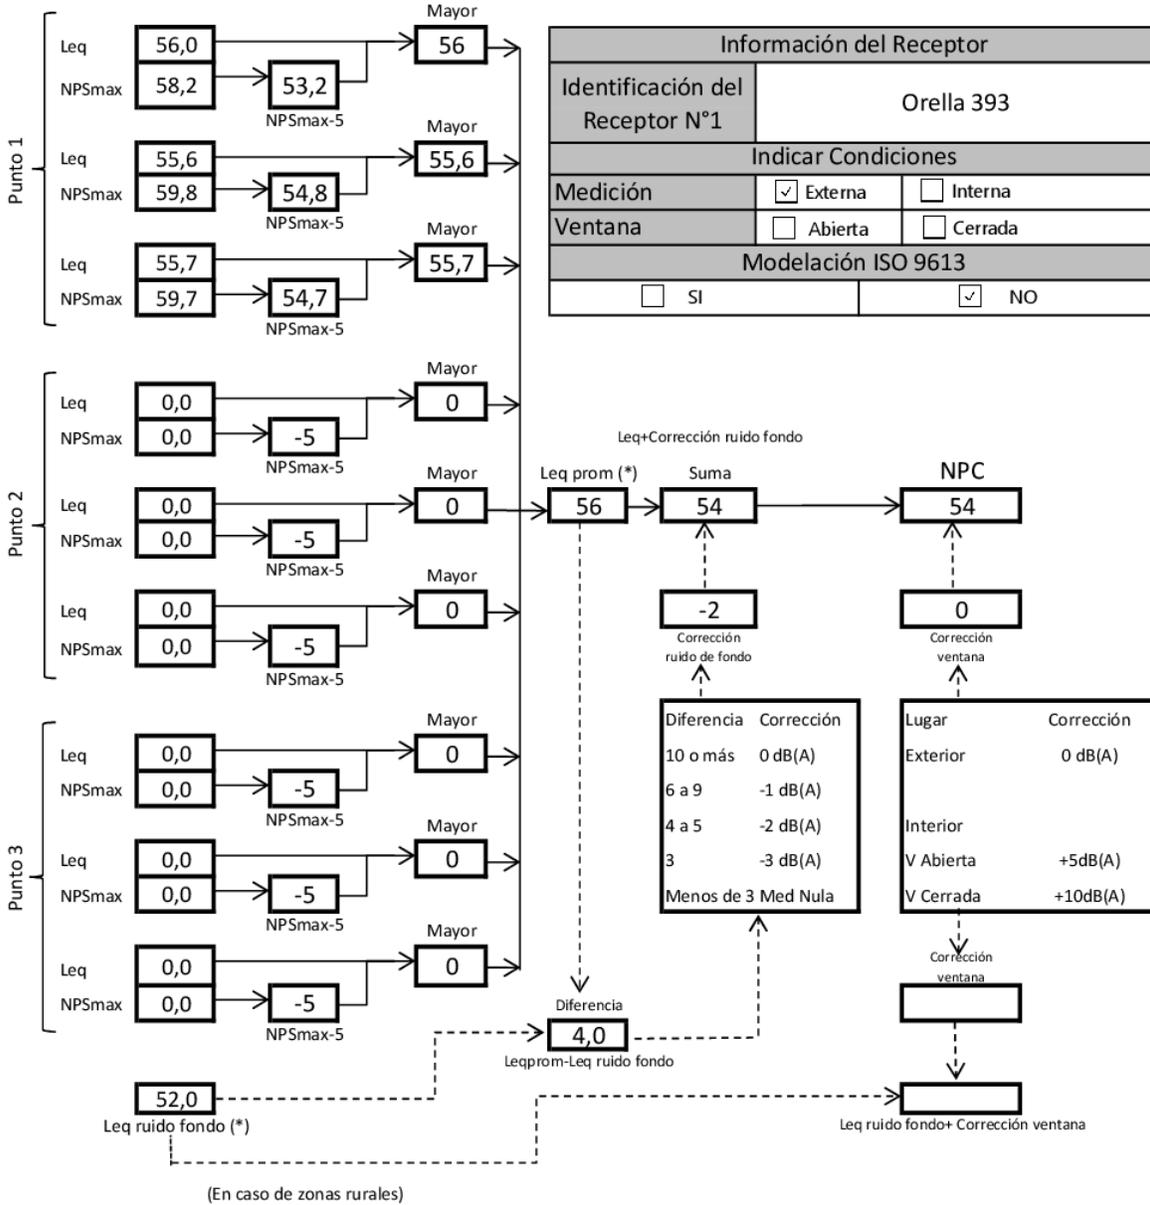 Punto 1
Mayor
Leq 56,0 56
NPSmax 58,2 53,2
NPSmax-5
Mayor
Leq 55,6 55,6
NPSmax 59,8 54,8
NPSmax-5
Mayor
Leq 55,7 55,7
NPSmax 59,7 54,7
NPSmax-5
Información del Receptor
Identificación del
Receptor N°1
Orella 393
Indicar Condiciones
Medición ✓ Externa Interna
Ventana Abierta Cerrada
Modelación ISO 9613
SI ✓ NO
Punto 2
Mayor
Leq 0,0 0
NPSmax 0,0 -5
NPSmax-5
Mayor
Leq 0,0 0
NPSmax 0,0 -5
NPSmax-5
Mayor
Leq 0,0 0
NPSmax 0,0 -5
NPSmax-5
Punto 3
Mayor
Leq 0,0 0
NPSmax 0,0 -5
NPSmax-5
Mayor
Leq 0,0 0
NPSmax 0,0 -5
NPSmax-5
Mayor
Leq 0,0 0
NPSmax 0,0 -5
NPSmax-5
Leq+Corrección ruido fondo
Leq prom (*) Suma NPC
56 54 54
-2 0
Corrección
ruido de fondo
Corrección
ventana
Diferencia Corrección
10 o más 0 dB(A)
6 a 9 -1 dB(A)
4 a 5 -2 dB(A)
3 -3 dB(A)
Menos de 3 Med Nula
Lugar Corrección
Exterior 0 dB(A)
Interior
V Abierta +5dB(A)
V Cerrada +10dB(A)
Corrección
ventana
Diferencia
4,0
Leqprom-Leq ruido fondo
52,0
Leq ruido fondo (*)
Leq ruido fondo+ Corrección ventana
(En caso de zonas rurales)